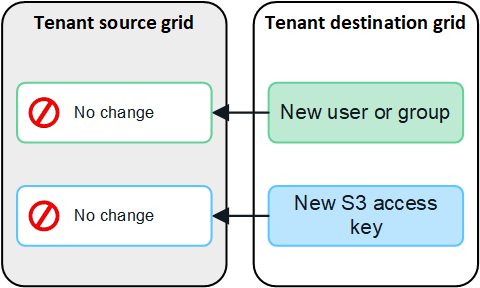 Tenant source grid
Tenant destination grid
No change
New user or group
No change
New S3 access
key